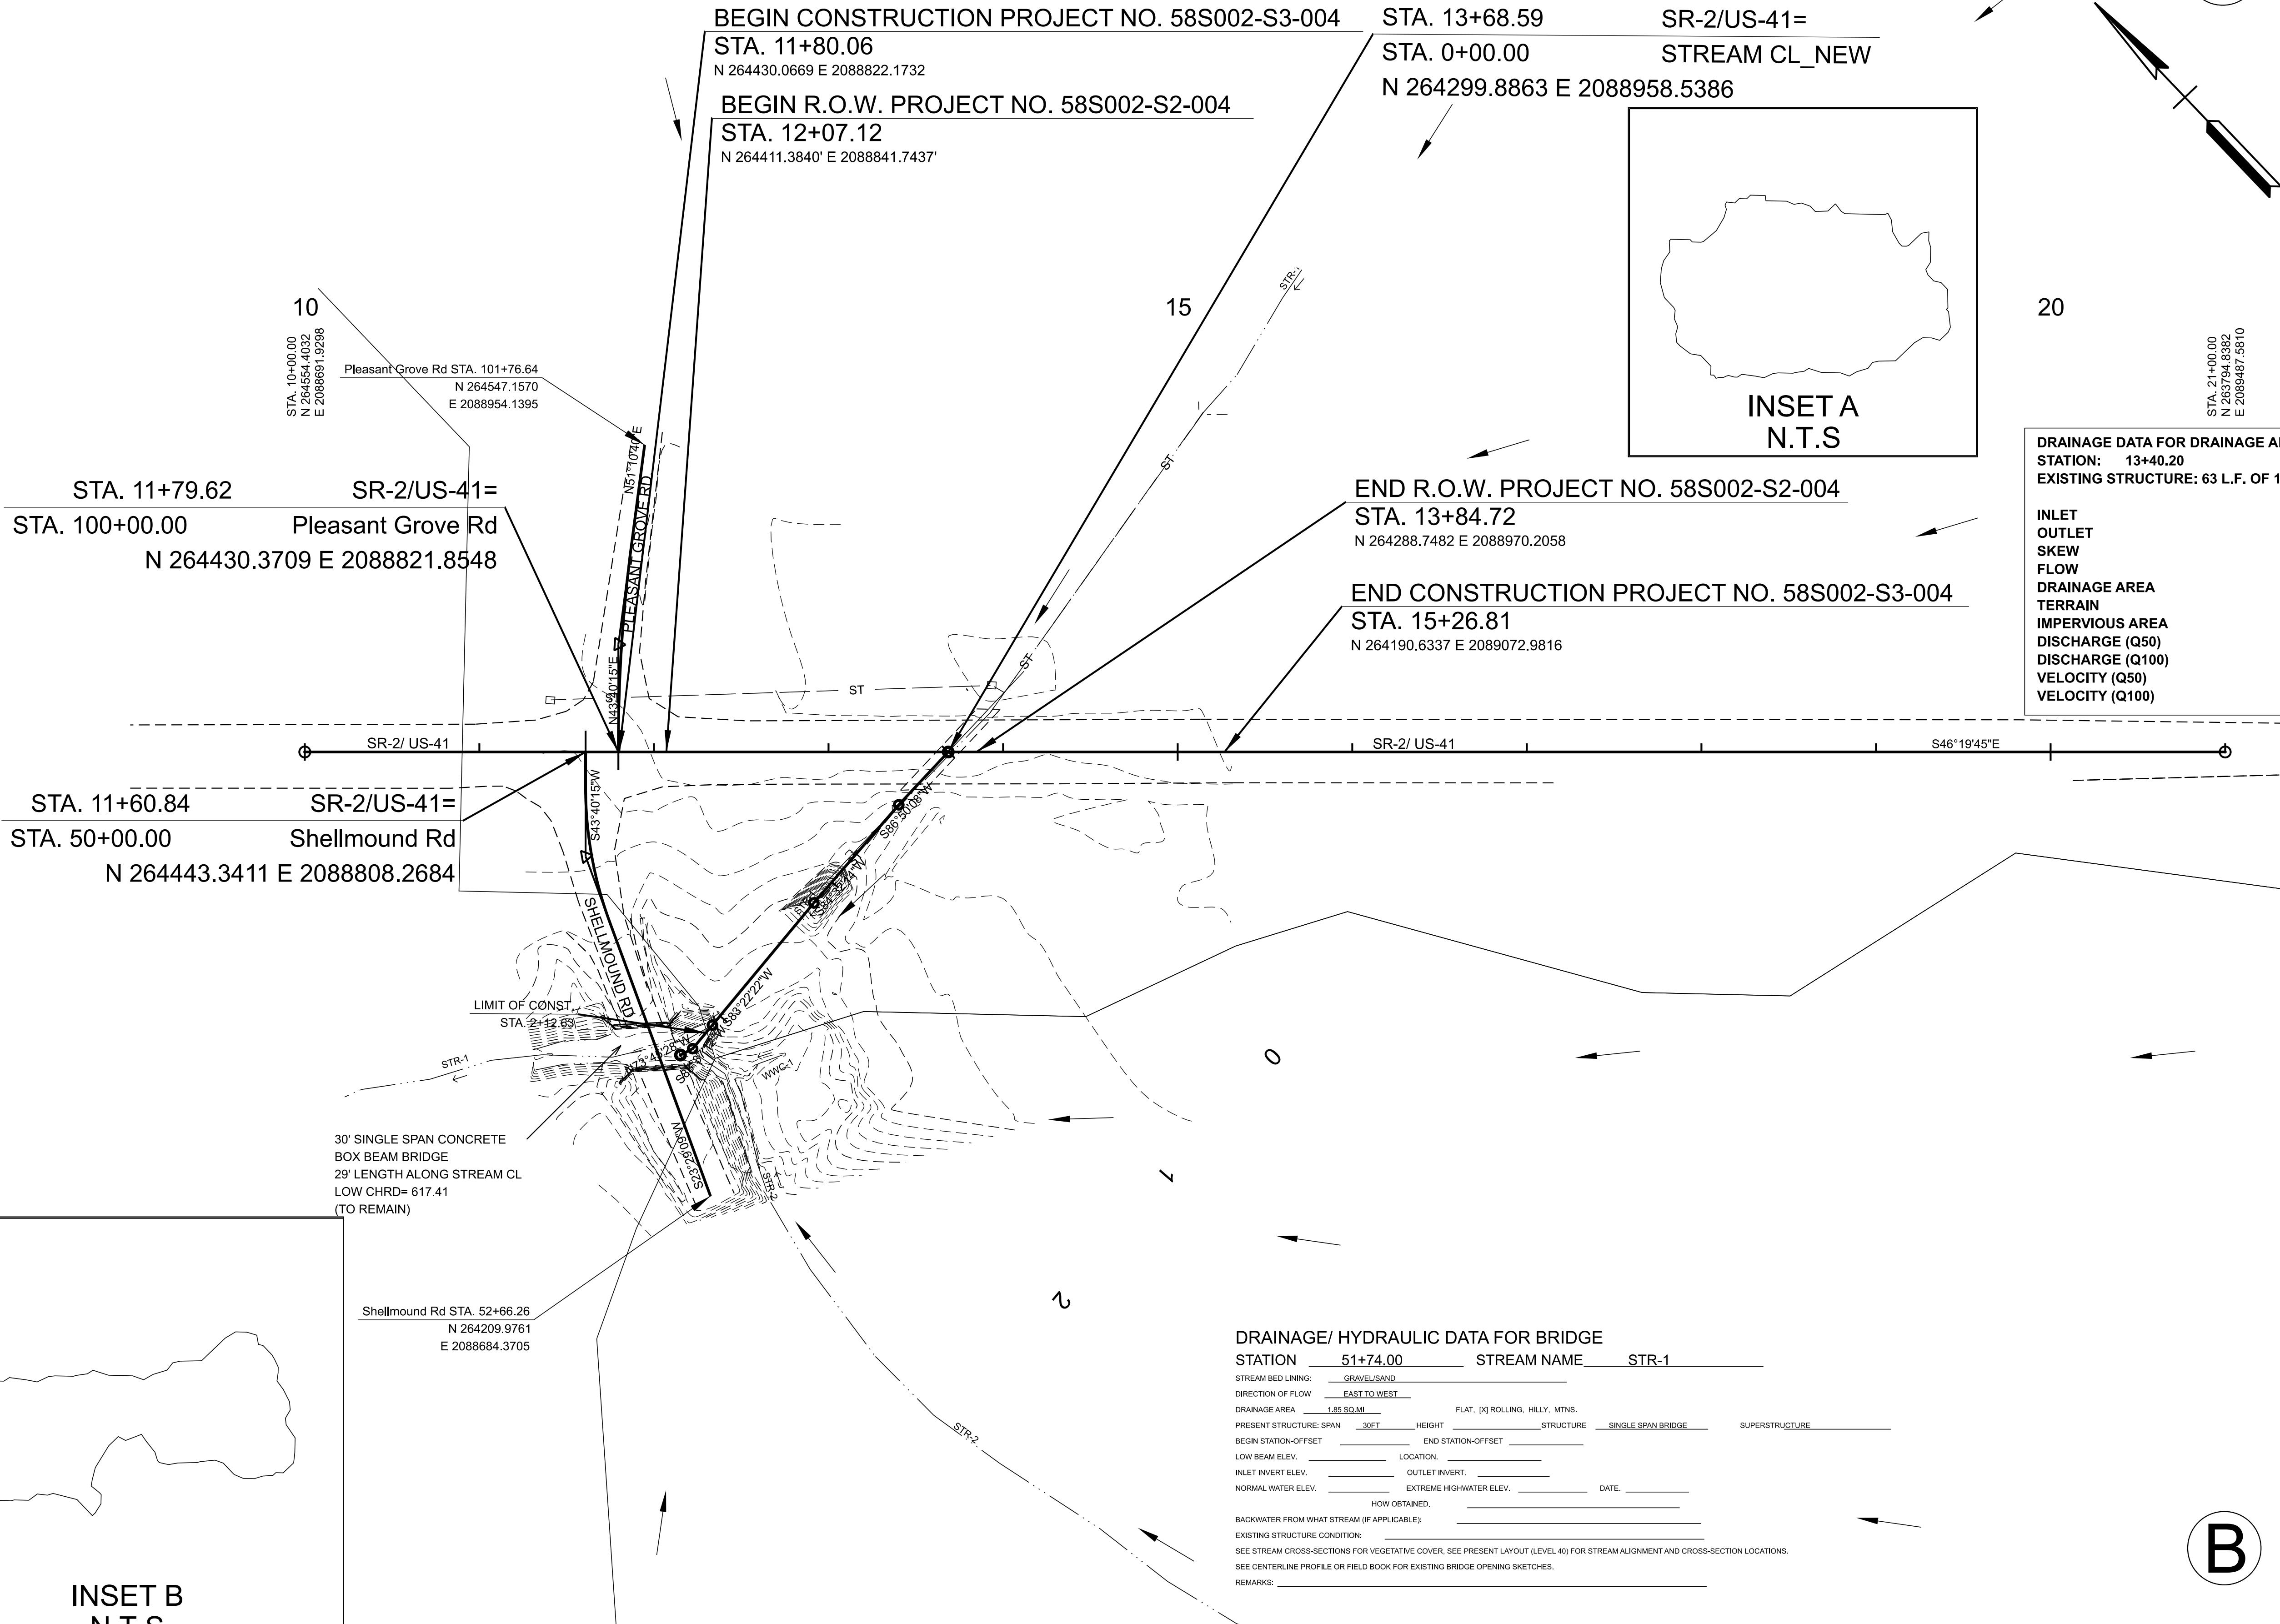 BEGIN CONSTRUCTION PROJECT NO. 58S002-S3-004
STA. 11+80.06
N 264430.0669 E 2088822.1732
BEGIN R.O.W. PROJECT NO. 58S002-S2-004
STA. 12+07.12
N 264411.3840' E 2088841.7437'
STA. 13+68.59 SR-2/US-41=
STA. 0+00.00 STREAM CL_NEW
N 264299.8863 E 2088958.5386
INSET A
N.T.S
10
15
20
STA. 10+00.00
N 264554.4032
E 2088691.9298
STA. 21+00.00
N 263794.8382
E 2089487.5810
Pleasant Grove Rd STA. 101+76.64
N 264547.1570
E 2088954.1395
STR-1
ST
N51°10'40"E
PLEASANT GROVE RD
N43°40'15"E
STA. 11+79.62 SR-2/US-41=
STA. 100+00.00 Pleasant Grove Rd
N 264430.3709 E 2088821.8548
END R.O.W. PROJECT NO. 58S002-S2-004
STA. 13+84.72
N 264288.7482 E 2088970.2058
END CONSTRUCTION PROJECT NO. 58S002-S3-004
STA. 15+26.81
N 264190.6337 E 2089072.9816
DRAINAGE DATA FOR DRAINAGE
STATION: 13+40.20
EXISTING STRUCTURE: 63 L.F. OF
INLET
OUTLET
SKEW
FLOW
DRAINAGE AREA
TERRAIN
IMPERVIOUS AREA
DISCHARGE (Q50)
DISCHARGE (Q100)
VELOCITY (Q50)
VELOCITY (Q100)
ST
ST
SR-2/ US-41
SR-2/ US-41
S46°19'45"E
STA. 11+60.84 SR-2/US-41=
STA. 50+00.00 Shellmound Rd
N 264443.3411 E 2088808.2684
S43°40'15"W
S86°50'08"W
SHELLMOUND RD
S83°22'22"W
LIMIT OF CONST.
STA. 2+12.63
STR-1
WWC-1
S23°29'09"W
STR-2
0
1
2
30' SINGLE SPAN CONCRETE
BOX BEAM BRIDGE
29' LENGTH ALONG STREAM CL
LOW CHRD= 617.41
(TO REMAIN)
Shellmound Rd STA. 52+66.26
N 264209.9761
E 2088684.3705
STR-2
DRAINAGE/ HYDRAULIC DATA FOR BRIDGE
STATION 51+74.00 STREAM NAME STR-1
STREAM BED LINING: GRAVEL/SAND
DIRECTION OF FLOW EAST TO WEST
DRAINAGE AREA 1.85 SQ.MI FLAT, [X] ROLLING, HILLY, MTNS.
PRESENT STRUCTURE: SPAN 30FT HEIGHT STRUCTURE SINGLE SPAN BRIDGE SUPERSTRUCTURE
BEGIN STATION-OFFSET END STATION-OFFSET
LOW BEAM ELEV. LOCATION.
INLET INVERT ELEV. OUTLET INVERT.
NORMAL WATER ELEV. EXTREME HIGHWATER ELEV. DATE.
HOW OBTAINED.
BACKWATER FROM WHAT STREAM (IF APPLICABLE):
EXISTING STRUCTURE CONDITION:
SEE STREAM CROSS-SECTIONS FOR VEGETATIVE COVER, SEE PRESENT LAYOUT (LEVEL 40) FOR STREAM ALIGNMENT AND CROSS-SECTION LOCATIONS.
SEE CENTERLINE PROFILE OR FIELD BOOK FOR EXISTING BRIDGE OPENING SKETCHES.
REMARKS:
INSET B
N.T.S
B